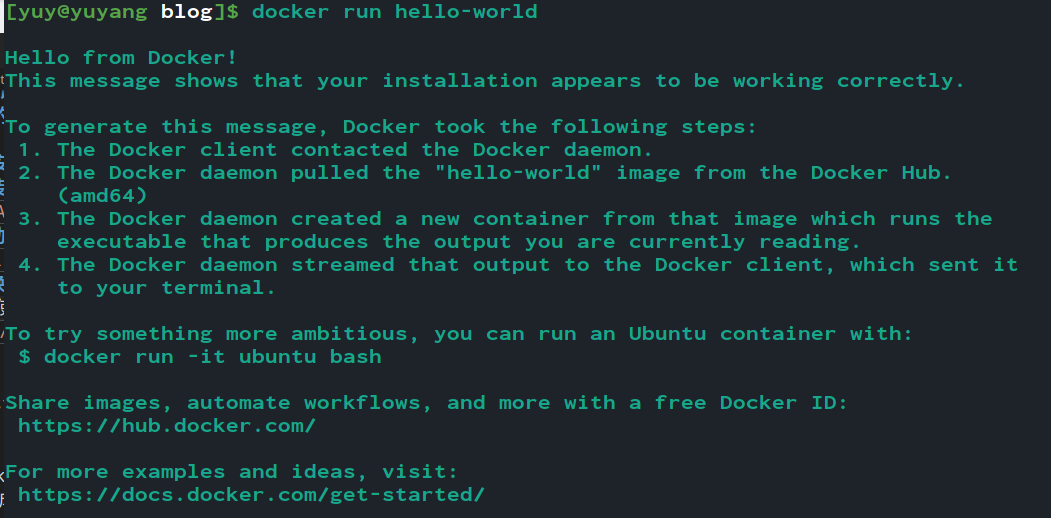 [yuy@yuyang blog]$ docker run hello-world
Hello from Docker!
This message shows that your installation appears to be working correctly.
To generate this message, Docker took the following steps:
1. The Docker client contacted the Docker daemon.
2. The Docker daemon pulled the "hello-world" image from the Docker Hub.
(amd64)
3. The Docker daemon created a new container from that image which runs the
executable that produces the output you are currently reading.
4. The Docker daemon streamed that output to the Docker client, which sent it
to your terminal.
To try something more ambitious, you can run an Ubuntu container with:
$ docker run -it ubuntu bash
Share images, automate workflows, and more with a free Docker ID:
https://hub.docker.com/
For more examples and ideas, visit:
https://docs.docker.com/get-started/